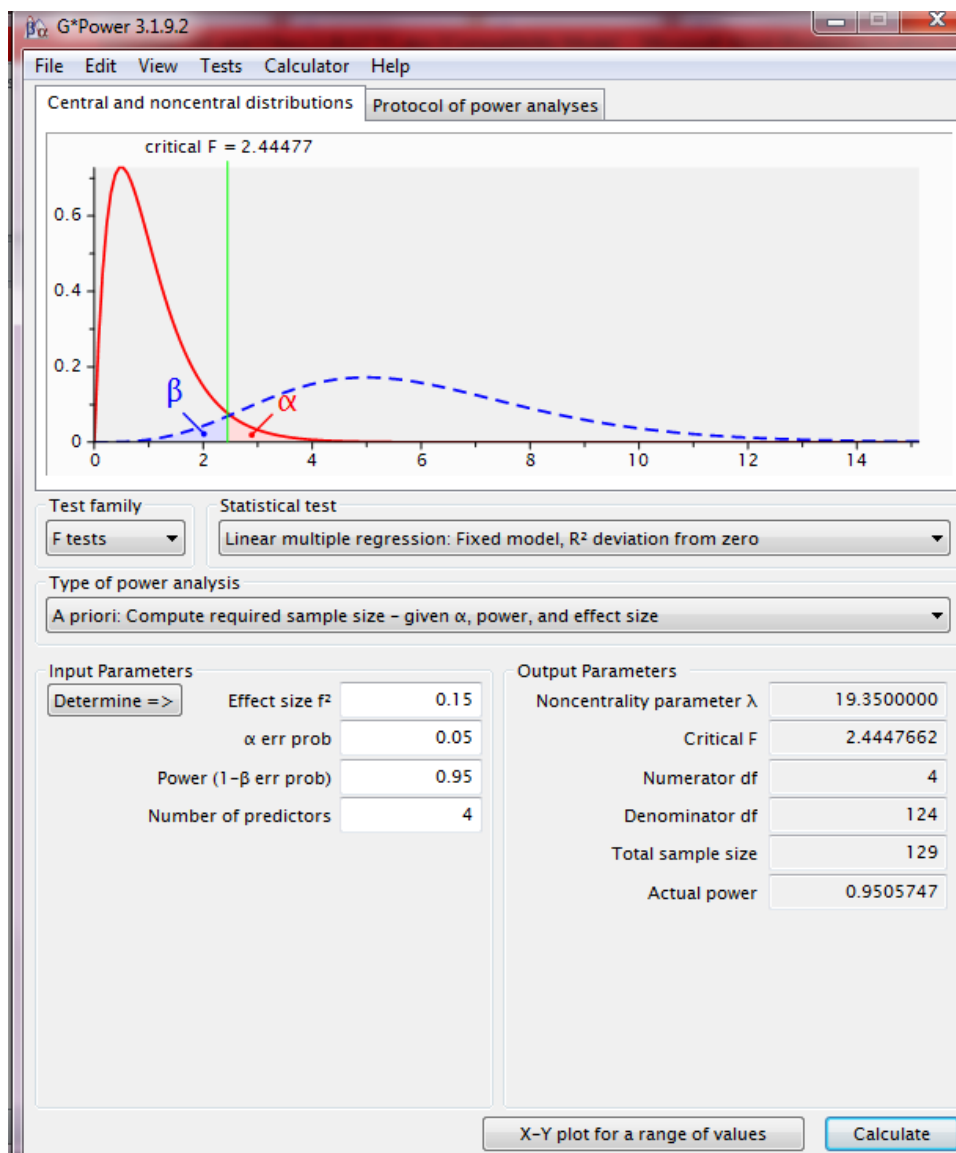 βα G*Power 3.1.9.2
File Edit View Tests Calculator Help
Central and noncentral distributions Protocol of power analyses
critical F = 2.44477
0.6
0.4
0.2
0
β α
0 2 4 6 8 10 12 14
Test family Statistical test
F tests Linear multiple regression: Fixed model, R² deviation from zero
Type of power analysis
A priori: Compute required sample size – given α, power, and effect size
Input Parameters Output Parameters
Determine => Effect size f² 0.15 Noncentrality parameter λ 19.3500000
α err prob 0.05 Critical F 2.4447662
Power (1-β err prob) 0.95 Numerator df 4
Number of predictors 4 Denominator df 124
Total sample size 129
Actual power 0.9505747
X-Y plot for a range of values Calculate